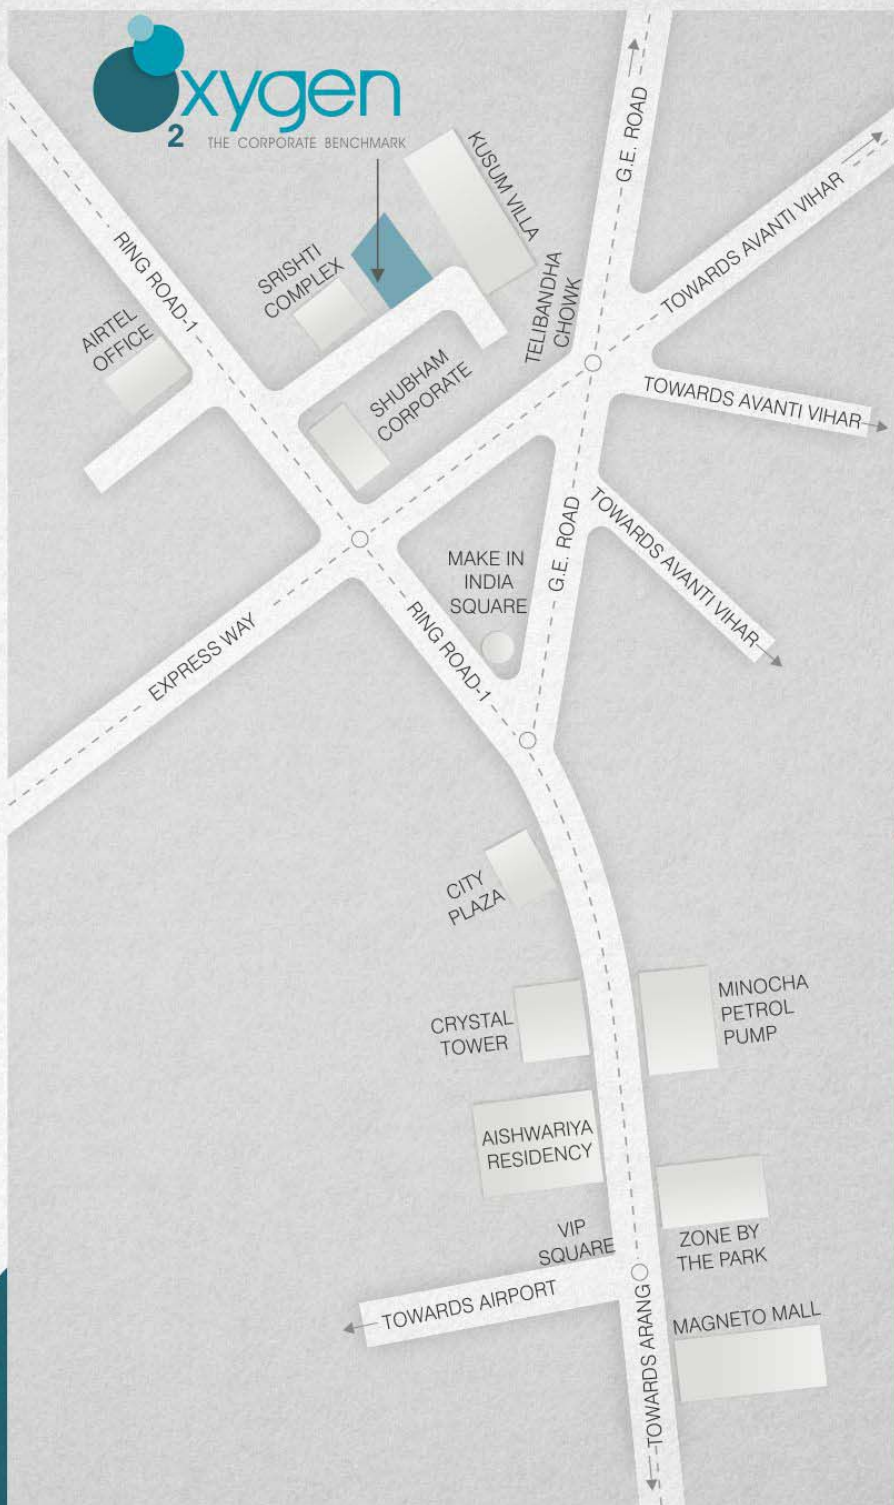 Oxygen
2
THE CORPORATE BENCHMARK
KUSUM VILLA
G.E. ROAD
TOWARDS AVANTI VIHAR
RING ROAD-1
SRISHTI
COMPLEX
TELIBANDHA
CHOWK
AIRTEL
OFFICE
SHUBHAM
CORPORATE
TOWARDS AVANTI VIHAR
G.E. ROAD
TOWARDS AVANTI VIHAR
MAKE IN
INDIA
SQUARE
RING ROAD-1
EXPRESS WAY
CITY
PLAZA
CRYSTAL
TOWER
MINOCHA
PETROL
PUMP
AISHWARIYA
RESIDENCY
VIP
SQUARE
ZONE BY
THE PARK
TOWARDS AIRPORT
TOWARDS ARANG
MAGNETO MALL